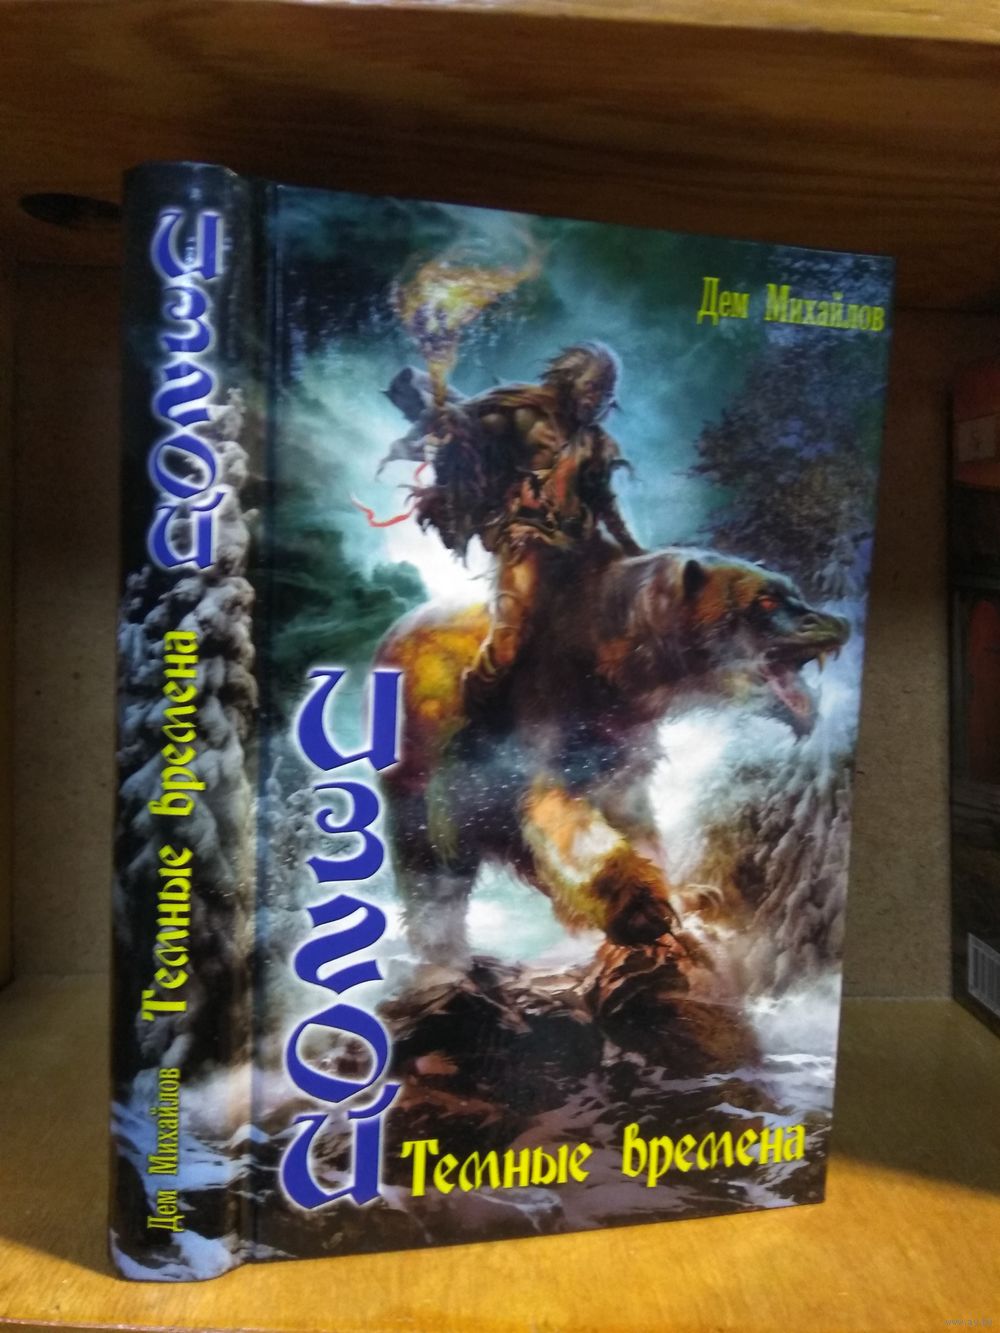 Изгой
Темные времена
Дем Михайлов
Дем Михайлов
Изгой
Темные времена